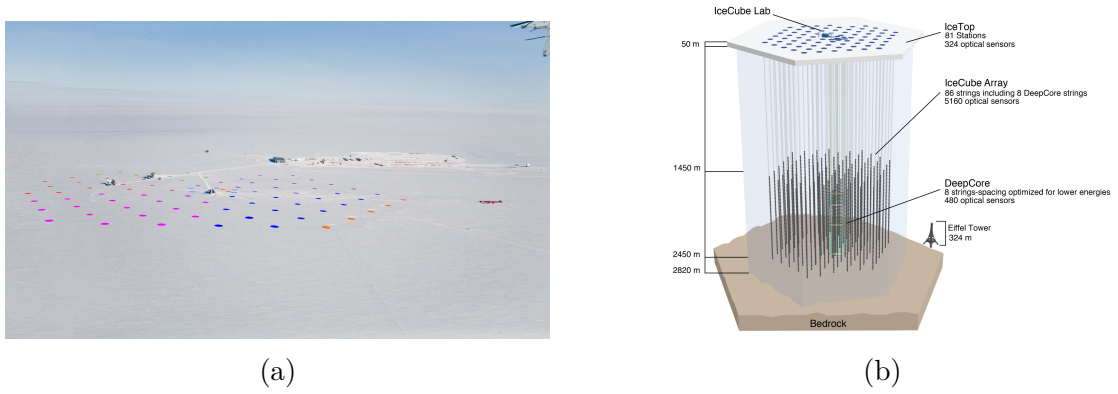 IceCube Lab
IceTop
81 Stations
324 optical sensors
50 m
IceCube Array
86 strings including 8 DeepCore strings
5160 optical sensors
1450 m
DeepCore
8 strings-spacing optimized for lower energies
480 optical sensors
Eiffel Tower
324 m
2450 m
2820 m
Bedrock
(a)
(b)